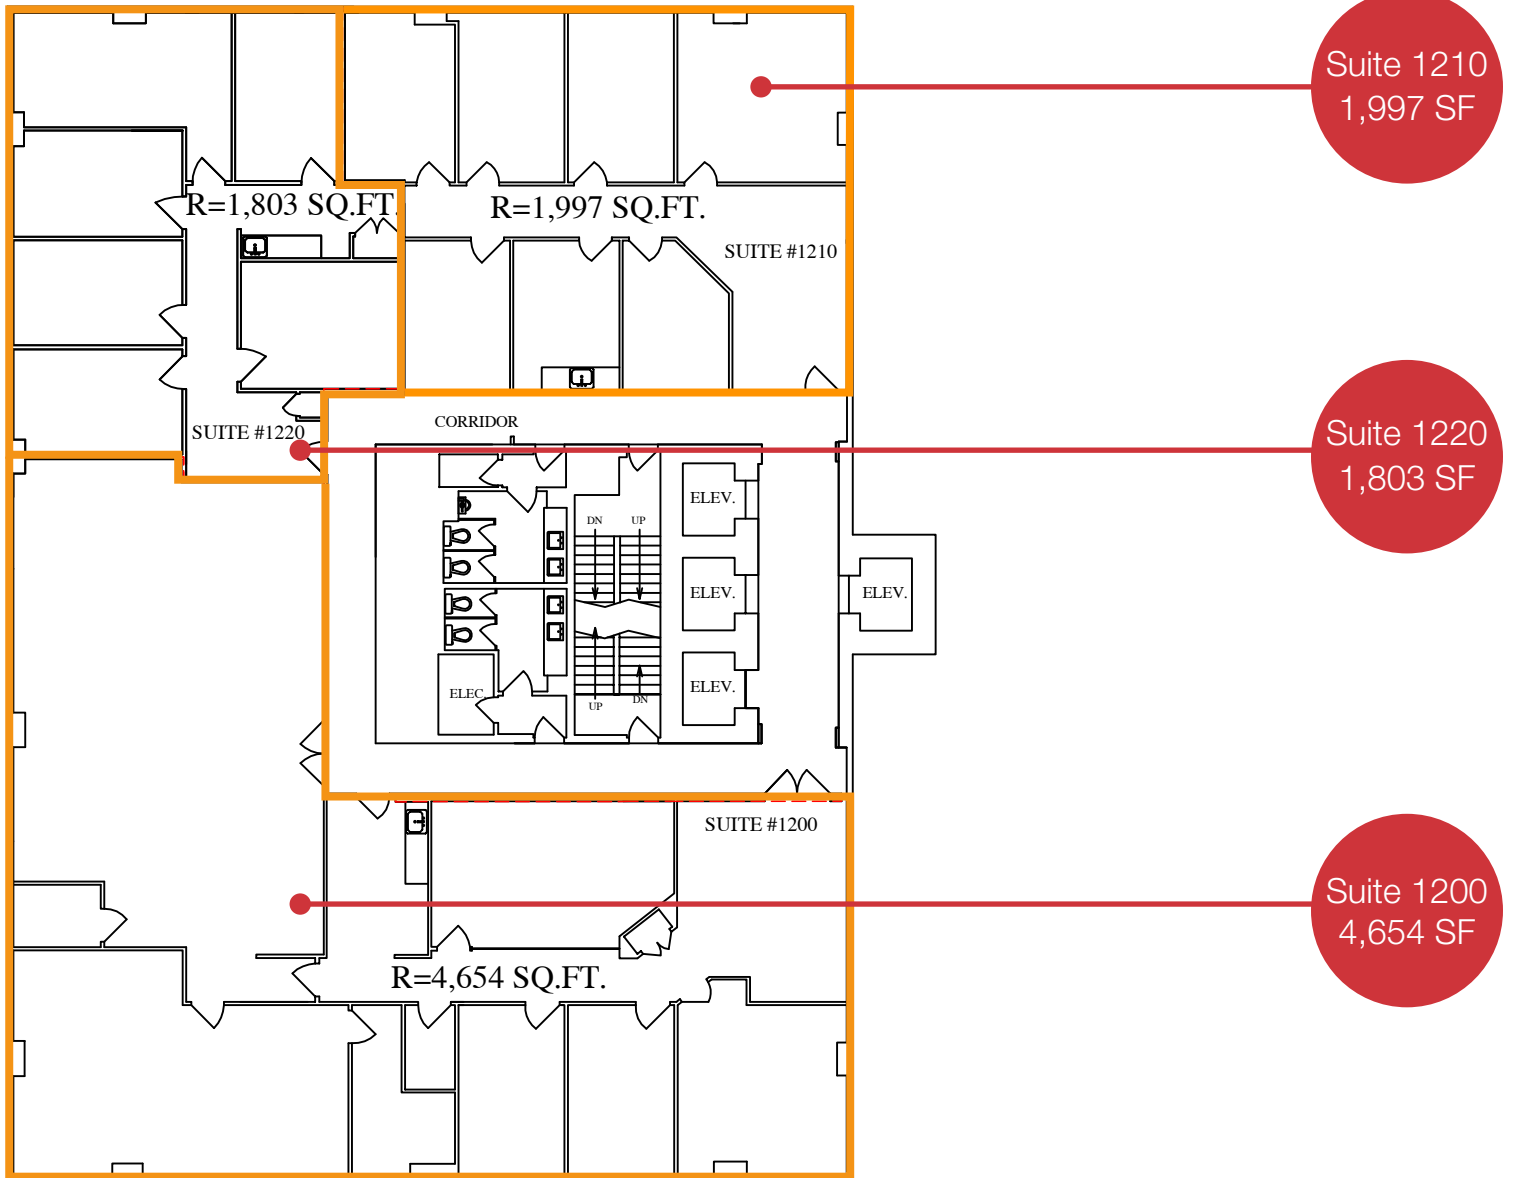 Suite 1210
1,997 SF
R=1,803 SQ.FT.
R=1,997 SQ.FT.
SUITE #1210
CORRIDOR
SUITE #1220
Suite 1220
1,803 SF
ELEV.
DN
UP
ELEV.
ELEV.
ELEC.
ELEV.
UP
DN
SUITE #1200
Suite 1200
4,654 SF
R=4,654 SQ.FT.